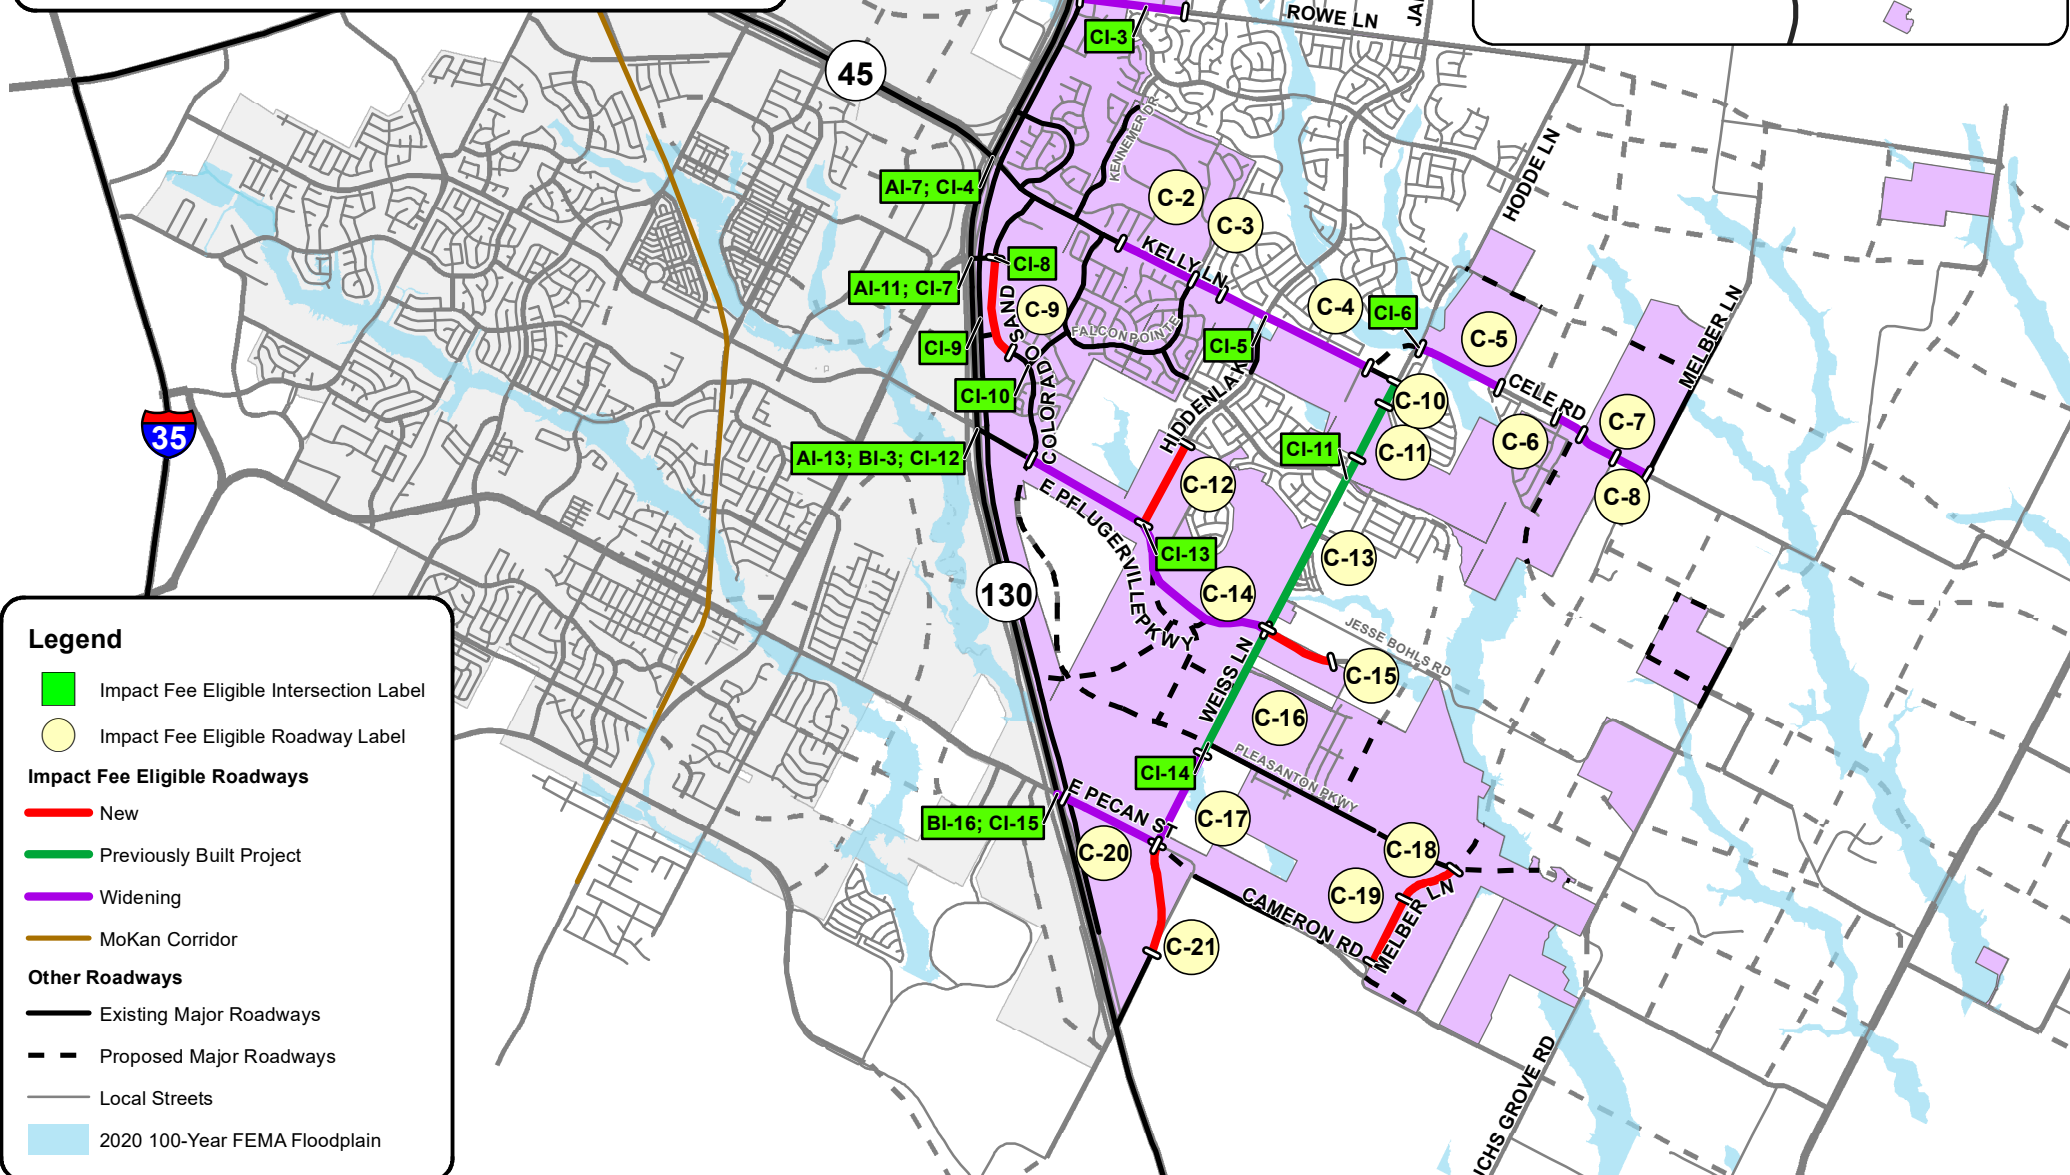 ROWE LN
JA
CI-3
45
KENNEMER DR
HODDE LN
AI-7; CI-4
C-2
C-3
KELLY LN
CI-8
AI-11; CI-7
C-9
COLORADO SAND
FALCON POINTE
C-4
CI-6
C-5
MELBER LN
CI-9
CI-5
CI-10
HIDDEN LAKE
CELE RD
C-10
C-7
C-6
35
AI-13; BI-3; CI-12
CI-11
C-11
C-12
C-8
E PFLUGERVILLE PKWY
CI-13
C-13
130
C-14
JESSE BOHLS RD
WEISS LN
C-15
C-16
PLEASANTON PKWY
CI-14
E PECAN ST
BI-16; CI-15
C-17
C-20
C-18
C-19
MELBER LN
CAMERON RD
C-21
CHS GROVE RD
Legend
Impact Fee Eligible Intersection Label
Impact Fee Eligible Roadway Label
Impact Fee Eligible Roadways
New
Previously Built Project
Widening
MoKan Corridor
Other Roadways
Existing Major Roadways
Proposed Major Roadways
Local Streets
2020 100-Year FEMA Floodplain